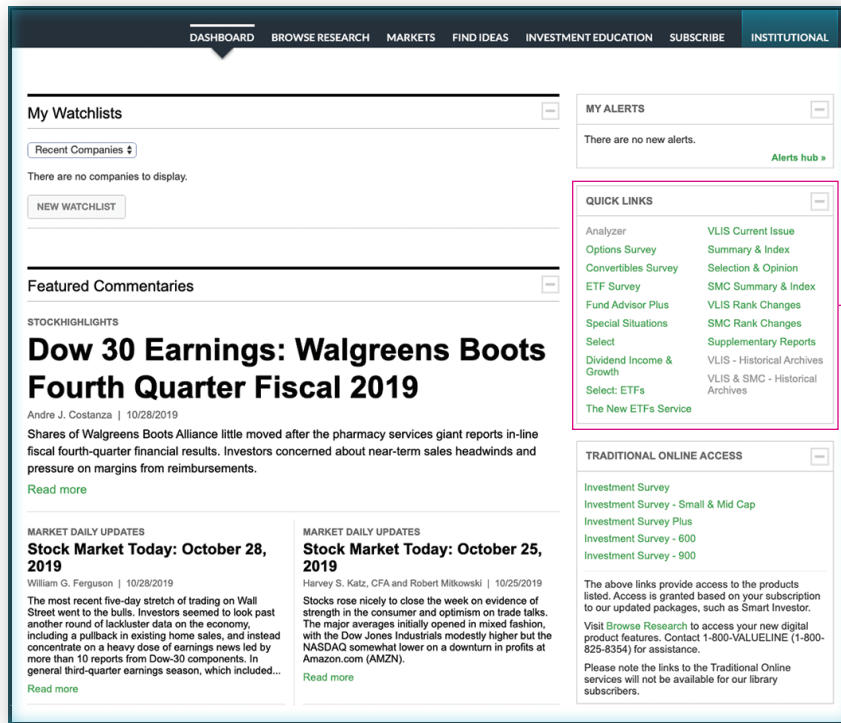 DASHBOARD BROWSE RESEARCH MARKETS FIND IDEAS INVESTMENT EDUCATION SUBSCRIBE INSTITUTIONAL
My Watchlists
Recent Companies
There are no companies to display.
NEW WATCHLIST
Featured Commentaries
STOCKHIGHLIGHTS
Dow 30 Earnings: Walgreens Boots
Fourth Quarter Fiscal 2019
Andre J. Costanza | 10/28/2019
Shares of Walgreens Boots Alliance little moved after the pharmacy services giant reports in-line
fiscal fourth-quarter financial results. Investors concerned about near-term sales headwinds and
pressure on margins from reimbursements.
Read more
MARKET DAILY UPDATES
Stock Market Today: October 28,
2019
William G. Ferguson | 10/28/2019
The most recent five-day stretch of trading on Wall
Street went to the bulls. Investors seemed to look past
another round of lackluster data on the economy,
including a pullback in existing home sales, and instead
concentrate on a heavy dose of earnings news led by
more than 10 reports from Dow-30 components. In
general third-quarter earnings season, which included...
Read more
MARKET DAILY UPDATES
Stock Market Today: October 25,
2019
Harvey S. Katz, CFA and Robert Mitkowski | 10/25/2019
Stocks rose nicely to close the week on evidence of
strength in the consumer and optimism on trade talks.
The major averages initially opened in mixed fashion,
with the Dow Jones Industrials modestly higher but the
NASDAQ somewhat lower on a downturn in profits at
Amazon.com (AMZN).
Read more
MY ALERTS
There are no new alerts.
Alerts hub »
QUICK LINKS
Analyzer
Options Survey
Convertibles Survey
ETF Survey
Fund Advisor Plus
Special Situations
Select
Dividend Income &
Growth
Select: ETFs
The New ETFs Service
VLIS Current Issue
Summary & Index
Selection & Opinion
SMC Summary & Index
VLIS Rank Changes
SMC Rank Changes
Supplementary Reports
VLIS - Historical Archives
VLIS & SMC - Historical
Archives
TRADITIONAL ONLINE ACCESS
Investment Survey
Investment Survey - Small & Mid Cap
Investment Survey Plus
Investment Survey - 600
Investment Survey - 900
The above links provide access to the products
listed. Access is granted based on your subscription
to our updated packages, such as Smart Investor.
Visit Browse Research to access your new digital
product features. Contact 1-800-VALUELINE (1-800-
825-8354) for assistance.
Please note the links to the Traditional Online
services will not be available for our library
subscribers.